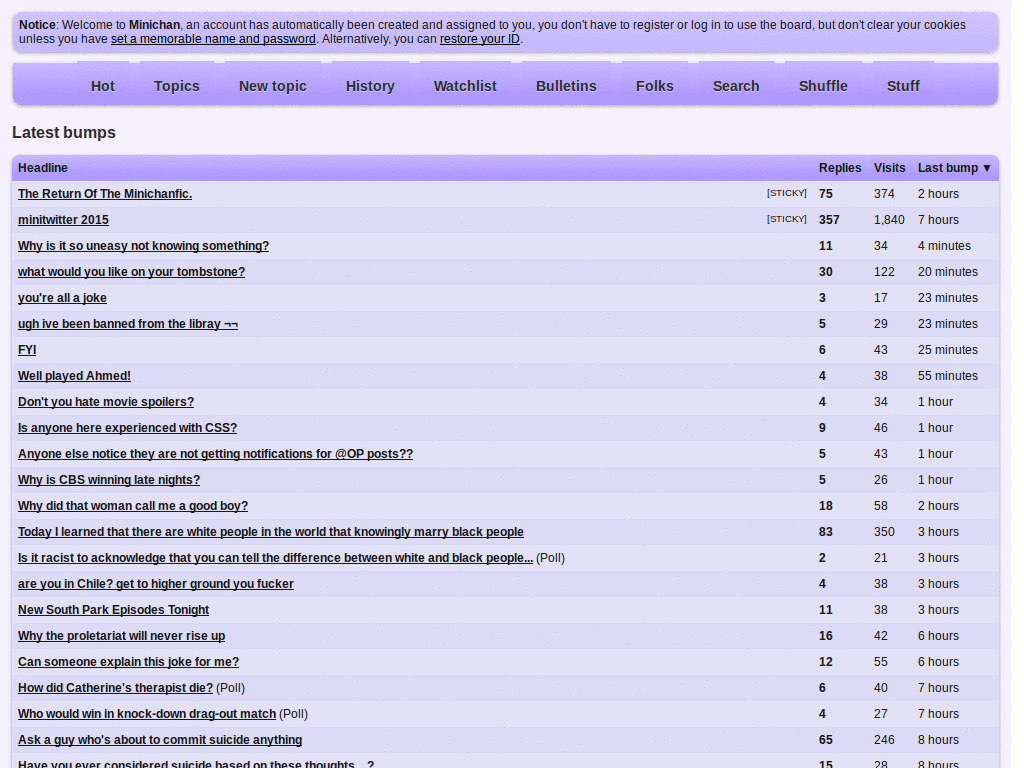 Notice: Welcome to Minichan, an account has automatically been created and assigned to you, you don't have to register or log in to use the board, but don't clear your cookies
unless you have set a memorable name and password. Alternatively, you can restore your ID.
Hot Topics New topic History Watchlist Bulletins Folks Search Shuffle Stuff
Latest bumps
Headline Replies Visits Last bump ▼
The Return Of The Minichanfic. [STICKY] 75 374 2 hours
minitwitter 2015 [STICKY] 357 1,840 7 hours
Why is it so uneasy not knowing something? 11 34 4 minutes
what would you like on your tombstone? 30 122 20 minutes
you're all a joke 3 17 23 minutes
ugh ive been banned from the libray ¬¬ 5 29 23 minutes
FYI 6 43 25 minutes
Well played Ahmed! 4 38 55 minutes
Don't you hate movie spoilers? 4 34 1 hour
Is anyone here experienced with CSS? 9 46 1 hour
Anyone else notice they are not getting notifications for @OP posts?? 5 43 1 hour
Why is CBS winning late nights? 5 26 1 hour
Why did that woman call me a good boy? 18 58 2 hours
Today I learned that there are white people in the world that knowingly marry black people 83 350 3 hours
Is it racist to acknowledge that you can tell the difference between white and black people... (Poll) 2 21 3 hours
are you in Chile? get to higher ground you fucker 4 38 3 hours
New South Park Episodes Tonight 11 38 3 hours
Why the proletariat will never rise up 16 42 6 hours
Can someone explain this joke for me? 12 55 6 hours
How did Catherine's therapist die? (Poll) 6 40 7 hours
Who would win in knock-down drag-out match (Poll) 4 27 7 hours
Ask a guy who's about to commit suicide anything 65 246 8 hours
Have you ever considered suicide based on these thoughts ...? 15 28 8 hours